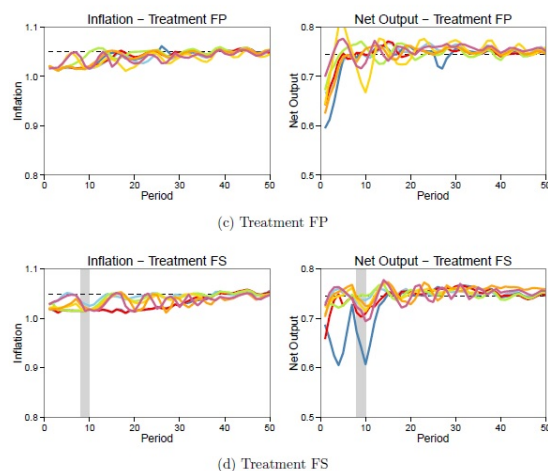 Inflation − Treatment FP
Net Output − Treatment FP
1.1
1.0
0.9
0.8
Inflation
0 10 20 30 40 50
Period
0.8
0.7
0.6
0.5
Net Output
0 10 20 30 40 50
Period
(c) Treatment FP
Inflation − Treatment FS
Net Output − Treatment FS
1.1
1.0
0.9
0.8
Inflation
0 10 20 30 40 50
Period
0.8
0.7
0.6
0.5
Net Output
0 10 20 30 40 50
Period
(d) Treatment FS